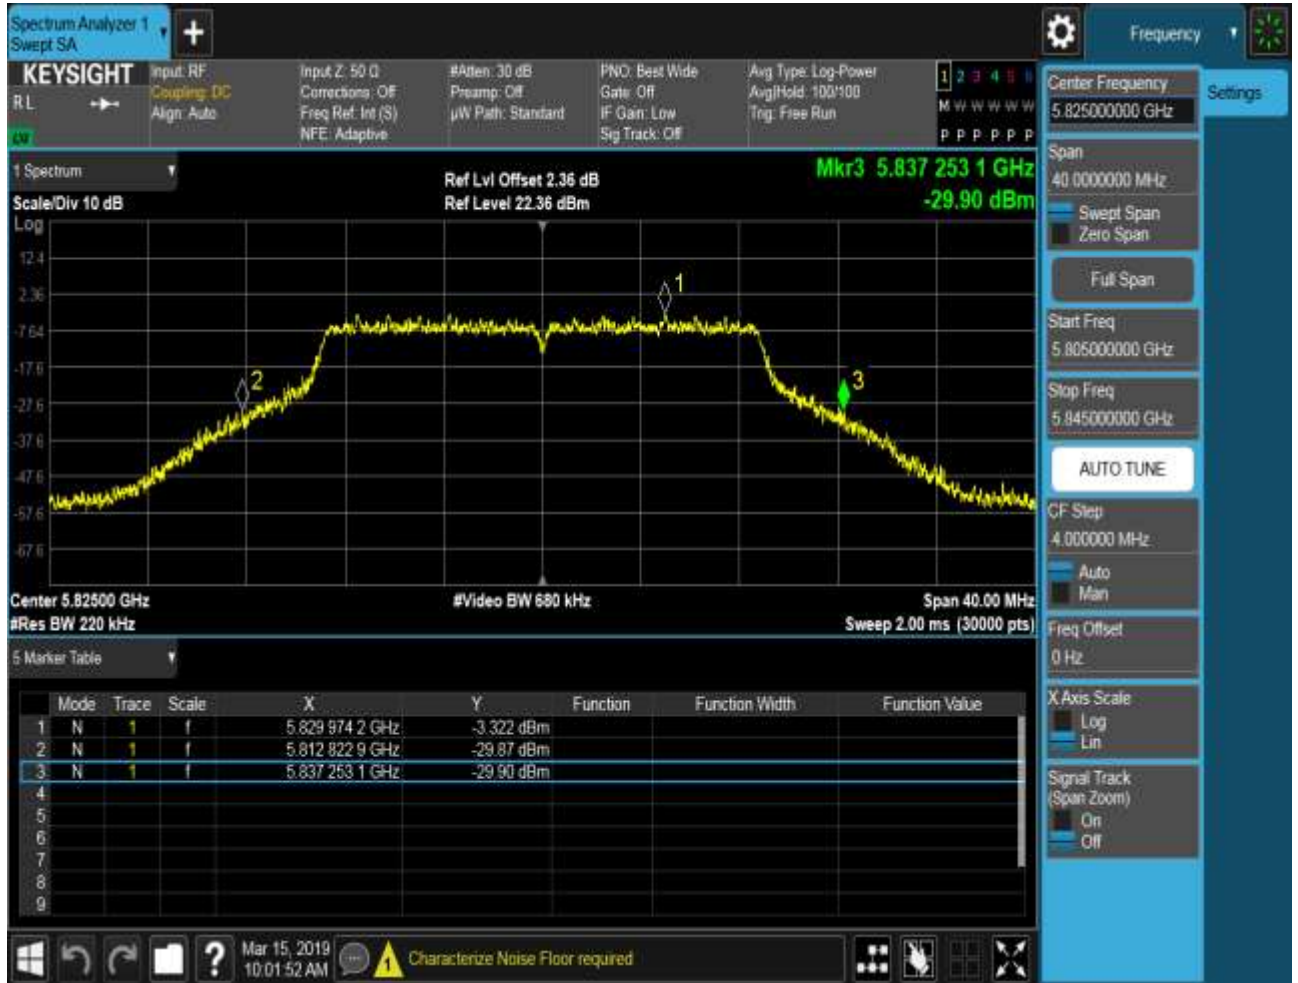 Spectrum Analyzer 1
Swept SA
+
Frequency
KEYSIGHT
RL
Input: RF
Coupling: DC
Align: Auto
Input Z: 50 Ω
Corrections: Off
Freq Ref: Int (S)
NFE: Adaptive
#Atten: 30 dB
Preamp: Off
µW Path: Standard
PNO: Best Wide
Gate: Off
IF Gain: Low
Sig Track: Off
Avg Type: Log-Power
Avg|Hold: 100/100
Trig: Free Run
1 2 3 4 5 6
M W W W W W
P P P P P P
1 Spectrum
Scale/Div 10 dB
Ref Lvl Offset 2.36 dB
Ref Level 22.36 dBm
Mkr3 5.837 253 1 GHz
-29.90 dBm
Log
12.4
2.36
-7.64
-17.6
-27.6
-37.6
-47.6
-57.6
-67.6
1
2
3
Center 5.82500 GHz
#Video BW 680 kHz
Span 40.00 MHz
#Res BW 220 kHz
Sweep 2.00 ms (30000 pts)
5 Marker Table
Mode Trace Scale X Y Function Function Width Function Value
1 N 1 f 5.829 974 2 GHz -3.322 dBm
2 N 1 f 5.812 822 9 GHz -29.87 dBm
3 N 1 f 5.837 253 1 GHz -29.90 dBm
4
5
6
7
8
9
Center Frequency
5.825000000 GHz
Settings
Span
40.0000000 MHz
Swept Span
Zero Span
Full Span
Start Freq
5.805000000 GHz
Stop Freq
5.845000000 GHz
AUTO TUNE
CF Step
4.000000 MHz
Auto
Man
Freq Offset
0 Hz
X Axis Scale
Log
Lin
Signal Track
(Span Zoom)
On
Off
?
Mar 15, 2019
10:01:52 AM
1
Characterize Noise Floor required